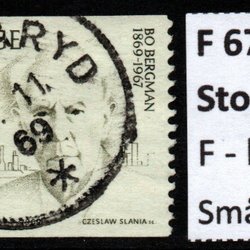 RYD
11
69
BO BERGMAN
1869-1967
CZESLAW SLANIA sc.
F 67
Sto
F -
Små